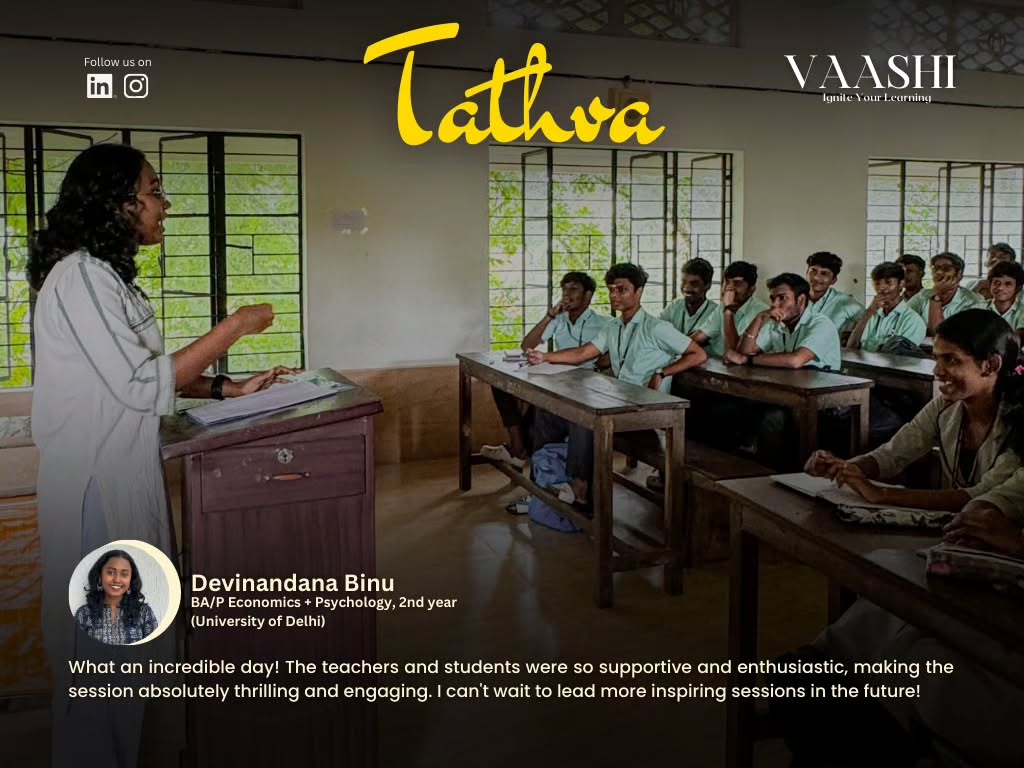 Follow us on
in
Tathva
VAASHI
Ignite Your Learning
Devinandana Binu
BA/P Economics + Psychology, 2nd year
(University of Delhi)
What an incredible day! The teachers and students were so supportive and enthusiastic, making the
session absolutely thrilling and engaging. I can't wait to lead more inspiring sessions in the future!